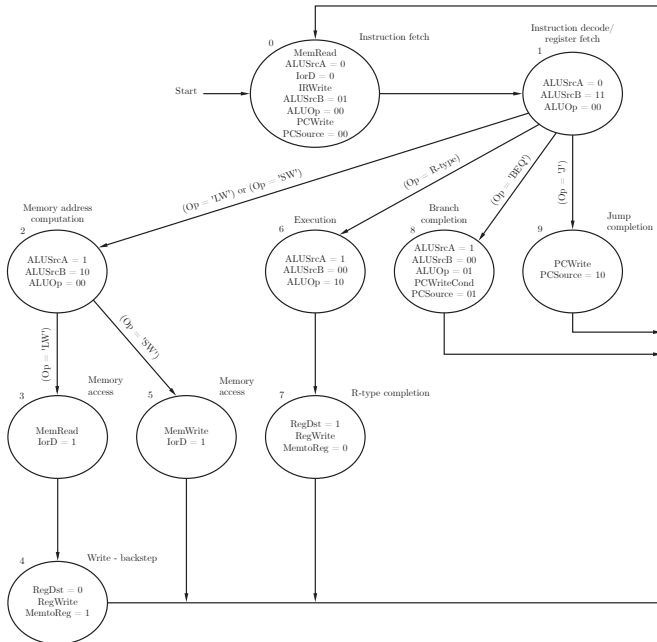 Instruction fetch
0
MemRead
ALUSrcA = 0
IorD = 0
IRWrite
ALUSrcB = 01
ALUOp = 00
PCWrite
PCSource = 00
Start
Instruction decode/
register fetch
1
ALUSrcA = 0
ALUSrcB = 11
ALUOp = 00
(Op = 'LW') or (Op = 'SW')
(Op = R-type)
(Op = 'BEQ')
(Op = 'J')
Memory address
computation
2
ALUSrcA = 1
ALUSrcB = 10
ALUOp = 00
Execution
6
ALUSrcA = 1
ALUSrcB = 00
ALUOp = 10
Branch
completion
8
ALUSrcA = 1
ALUSrcB = 00
ALUOp = 01
PCWriteCond
PCSource = 01
Jump
completion
9
PCWrite
PCSource = 10
(Op = 'LW')
(Op = 'SW')
Memory
access
3
MemRead
IorD = 1
Memory
access
5
MemWrite
IorD = 1
R-type completion
7
RegDst = 1
RegWrite
MemtoReg = 0
Write - backstep
4
RegDst = 0
RegWrite
MemtoReg = 1